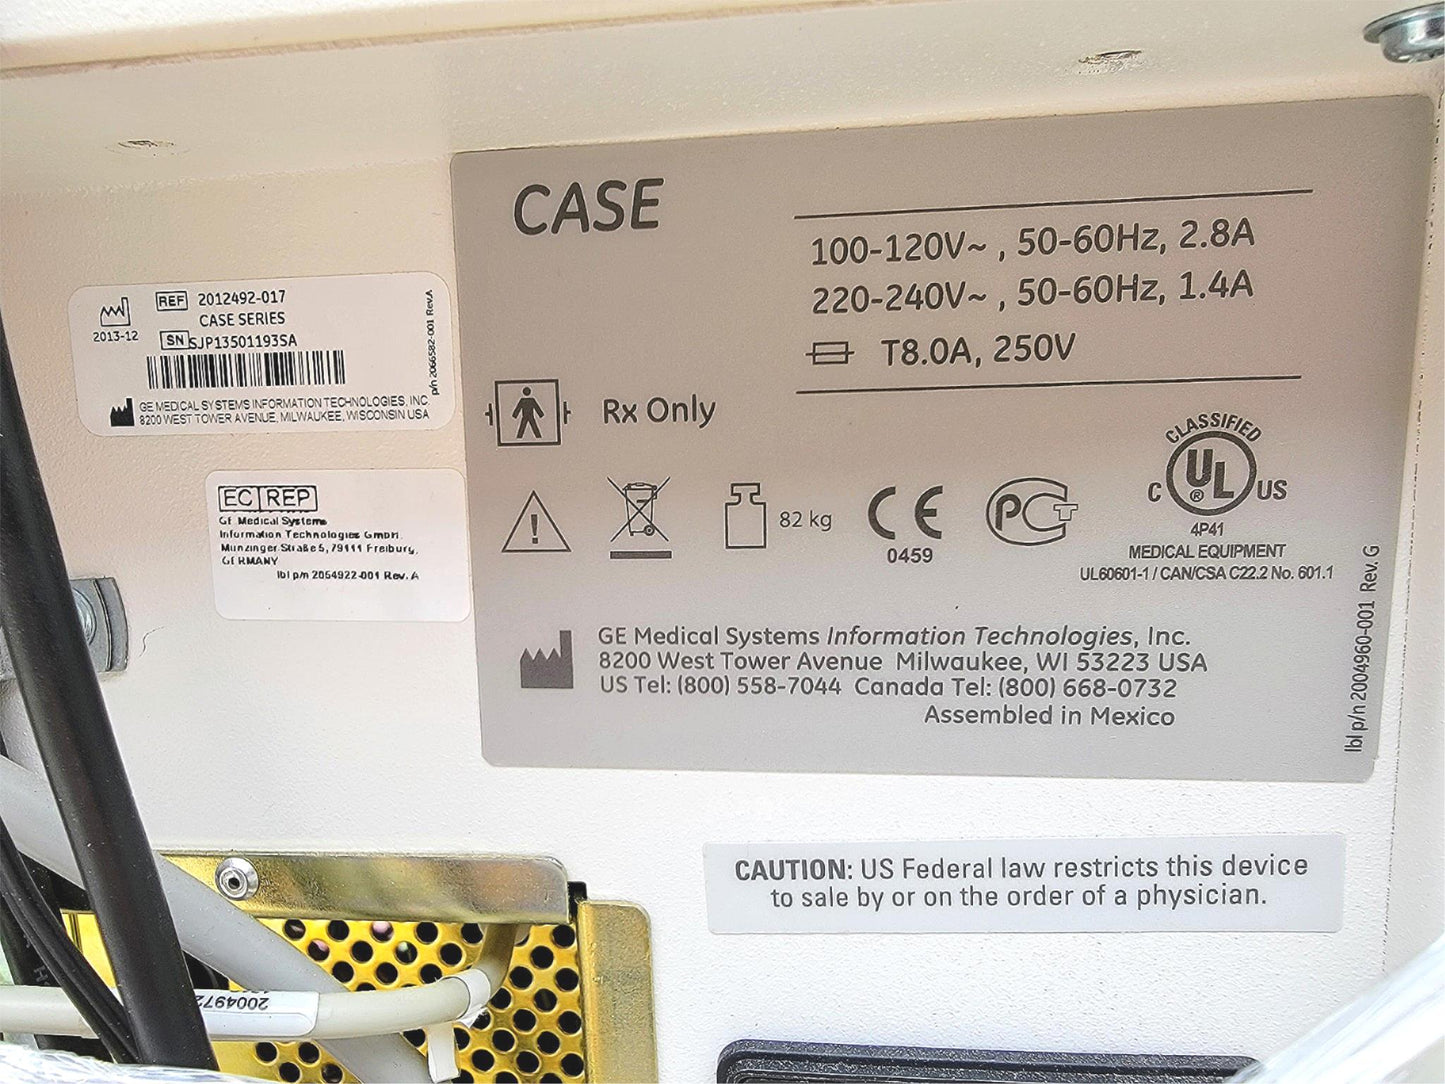 CASE
100-120V~ , 50-60Hz, 2.8A
220-240V~ , 50-60Hz, 1.4A
T8.0A, 250V
Rx Only
82 kg
CE
0459
PCT
CLASSIFIED
C UL ® US
4P41
MEDICAL EQUIPMENT
UL60601-1 / CAN/CSA C22.2 No. 601.1
GE Medical Systems Information Technologies, Inc.
8200 West Tower Avenue Milwaukee, WI 53223 USA
US Tel: (800) 558-7044 Canada Tel: (800) 668-0732
Assembled in Mexico
lbl p/n 2004960-001 Rev. G
2013-12
REF 2012492-017
CASE SERIES
SN SJP13501193SA
GE MEDICAL SYSTEMS INFORMATION TECHNOLOGIES, INC.
8200 WEST TOWER AVENUE, MILWAUKEE, WISCONSIN USA
p/n 2066582-001 Rev.A
EC REP
GE Medical Systems
Information Technologies GmbH
Munzinger Straße 5, 79111 Freiburg,
GERMANY
lbl p/n 2054922-001 Rev. A
CAUTION: US Federal law restricts this device
to sale by or on the order of a physician.
2004972